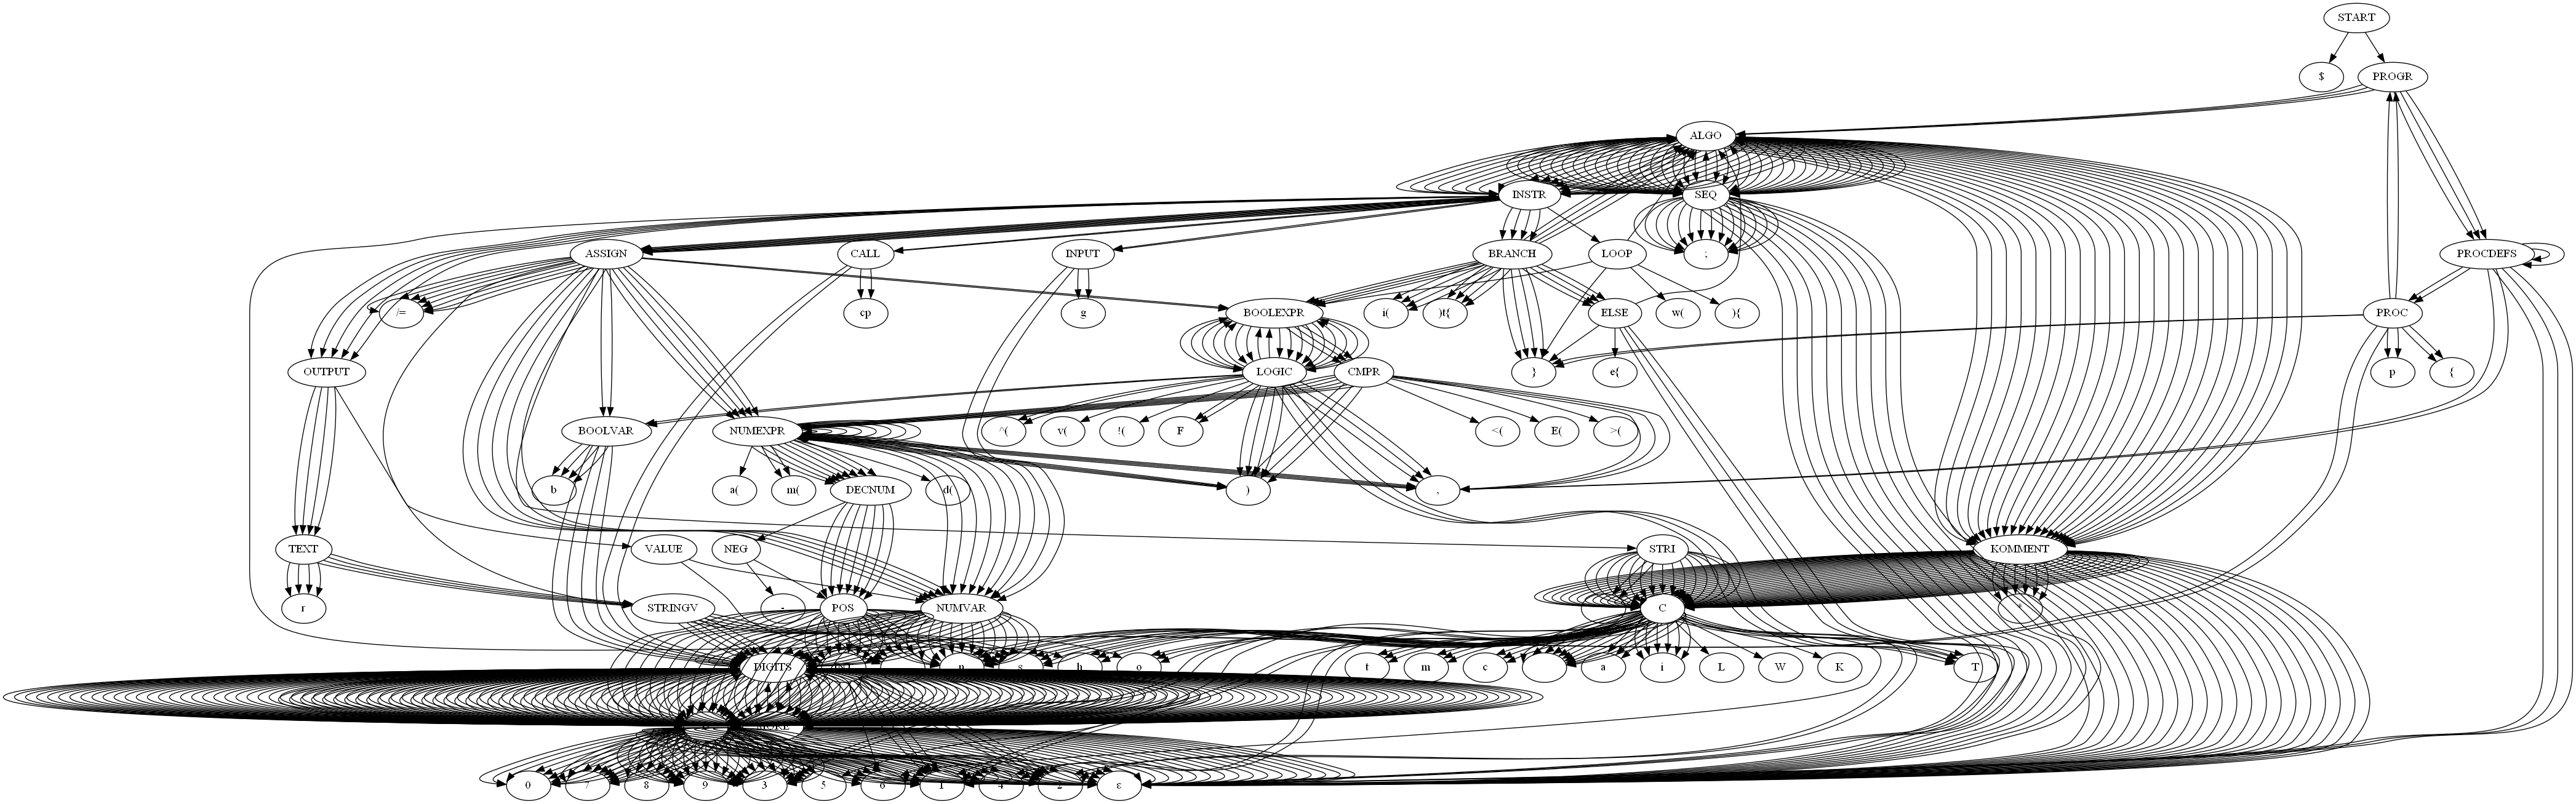 START
$ PROGR
ALGO
INSTR SEQ
ASSIGN CALL INPUT BRANCH LOOP ; PROCDEFS
/= cp g BOOLEXPR i( )t{ ELSE w( ){ PROC
OUTPUT LOGIC CMPR } e{ p {
BOOLVAR NUMEXPR ^( v( !( F <( E( >(
b a( m( DECNUM d( ) ,
TEXT VALUE NEG STRI KOMMENT
r STRINGV - POS NUMVAR C *
DIGITS n s h o t m c a i L W K T
MORE
0 7 8 9 3 5 6 1 4 2 ε